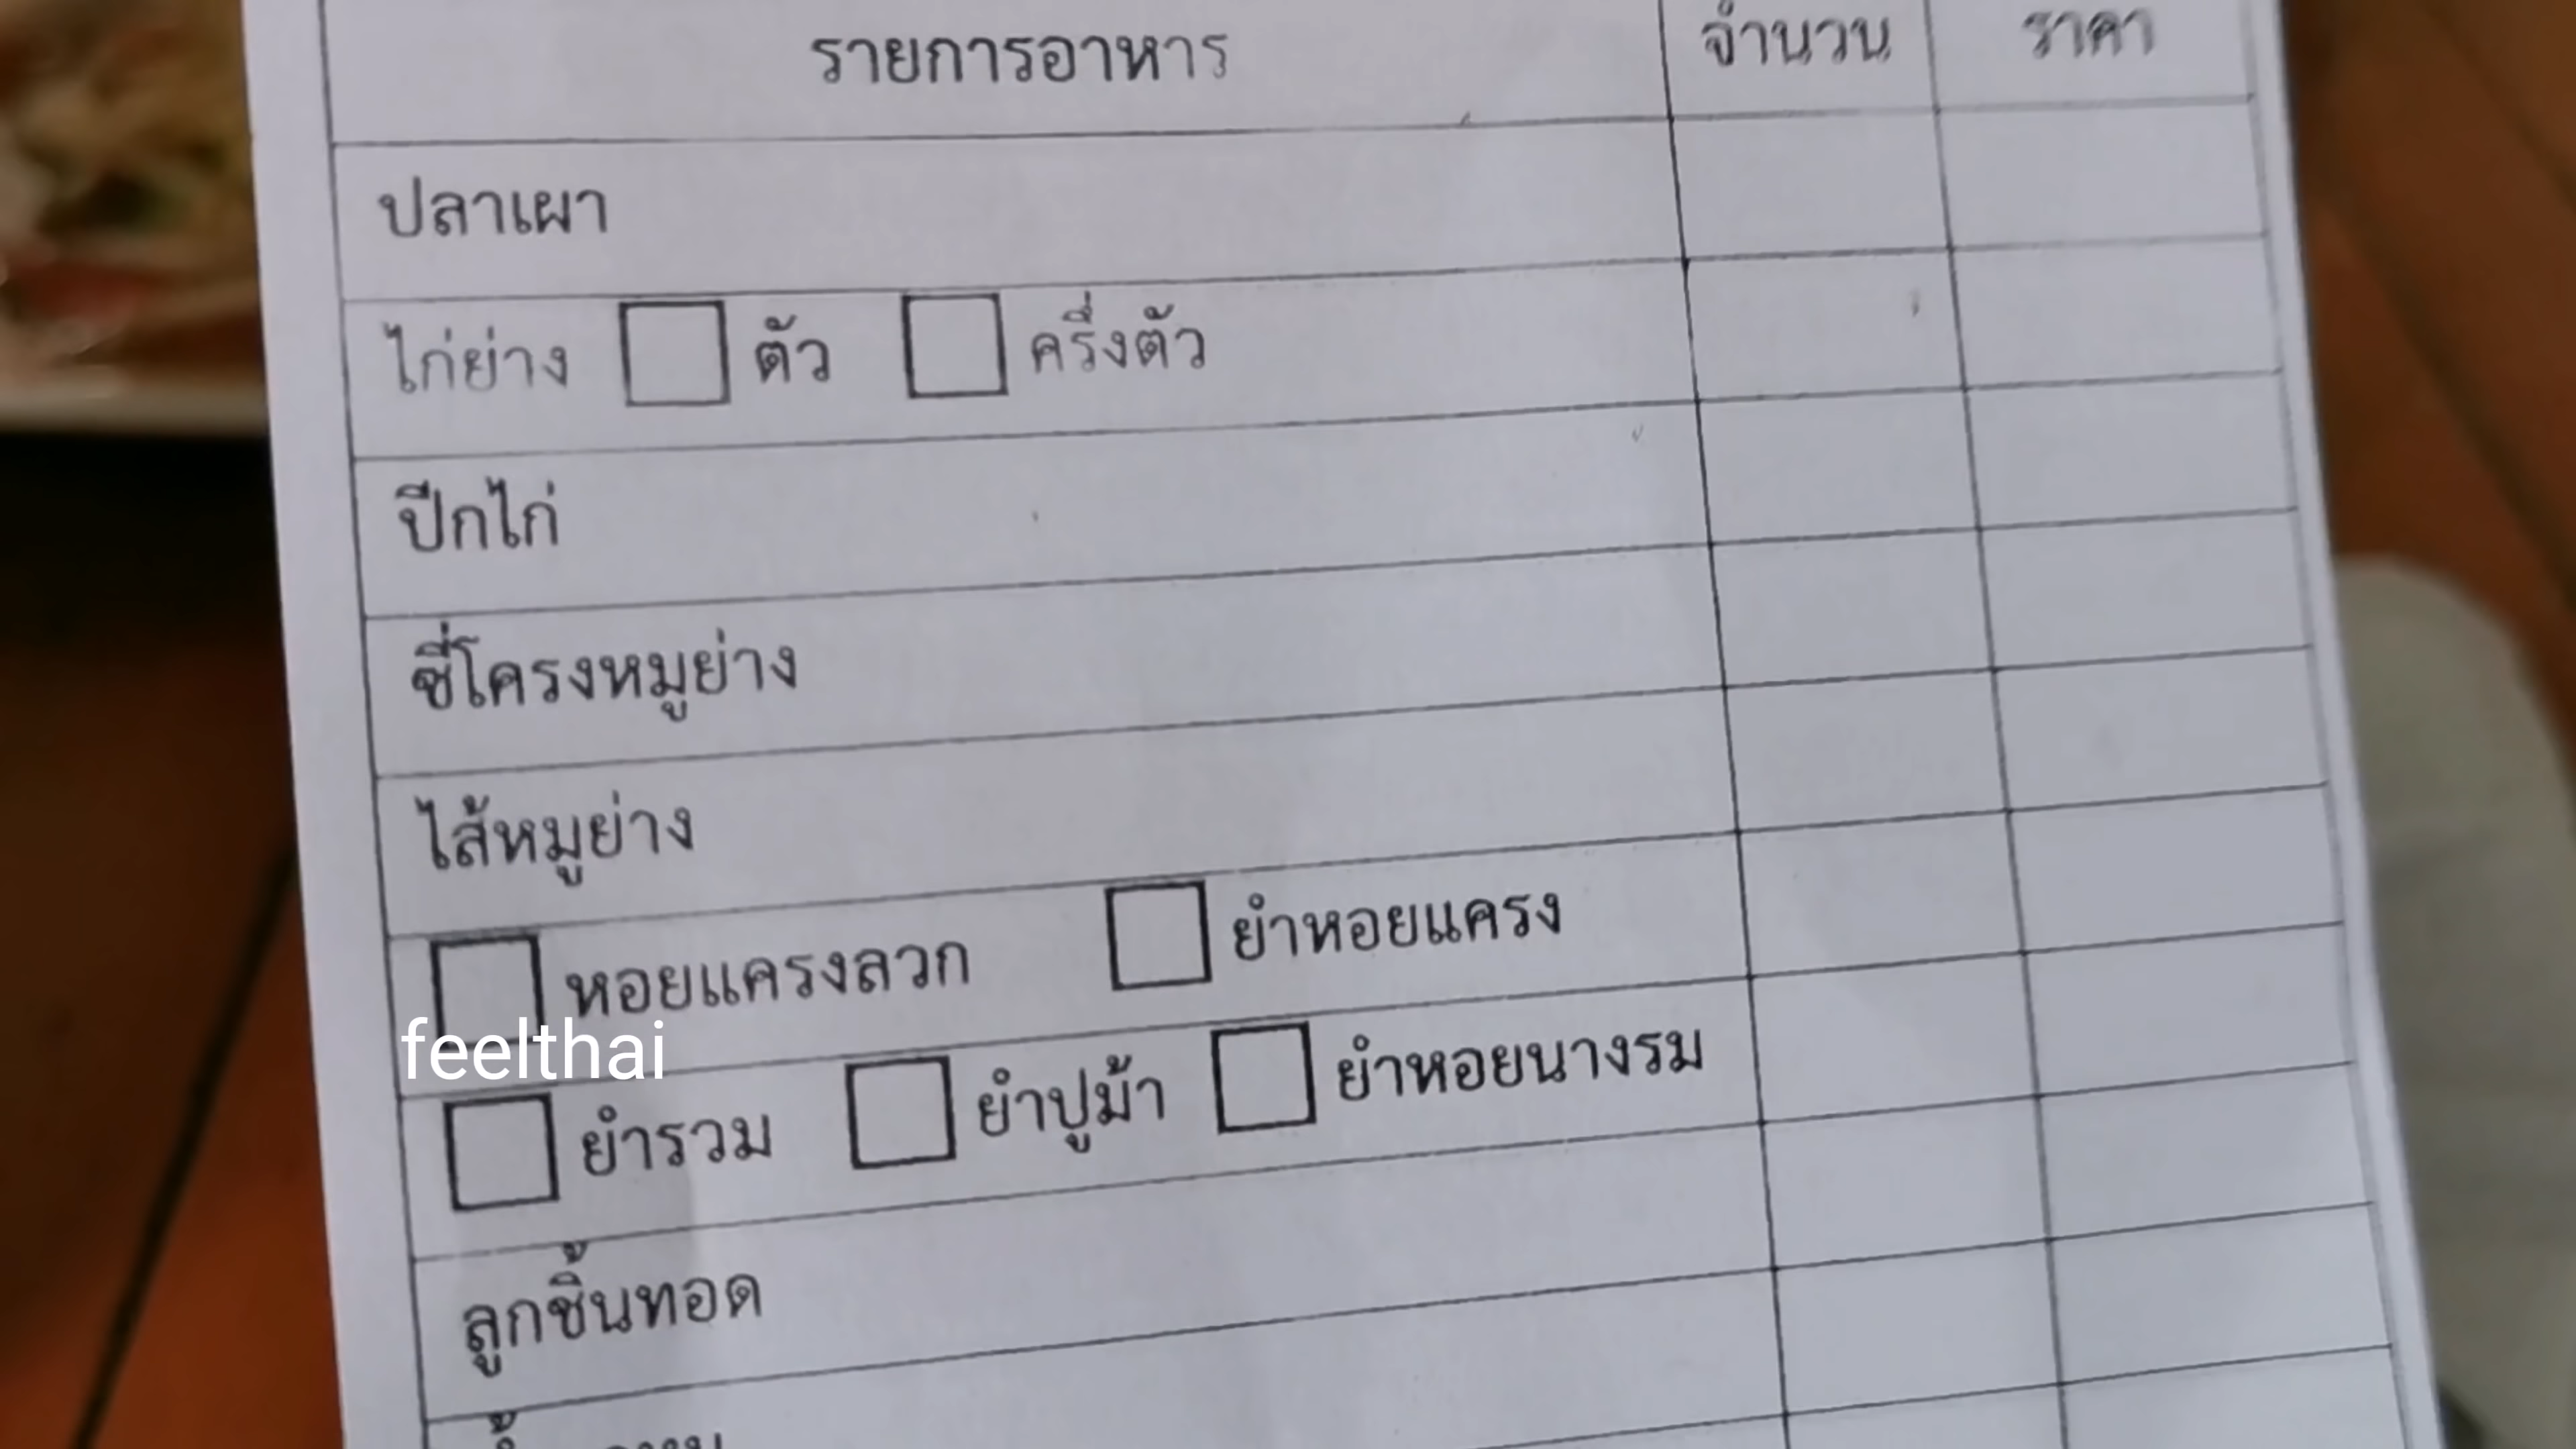 รายการอาหาร จำนวน ราคา
ปลาเผา
ไก่ย่าง ตัว ครึ่งตัว
ปีกไก่
ซี่โครงหมูย่าง
ไส้หมูย่าง
หอยแครงลวก ยำหอยแครง
feelthai
ยำรวม ยำปูม้า ยำหอยนางรม
ลูกชิ้นทอด